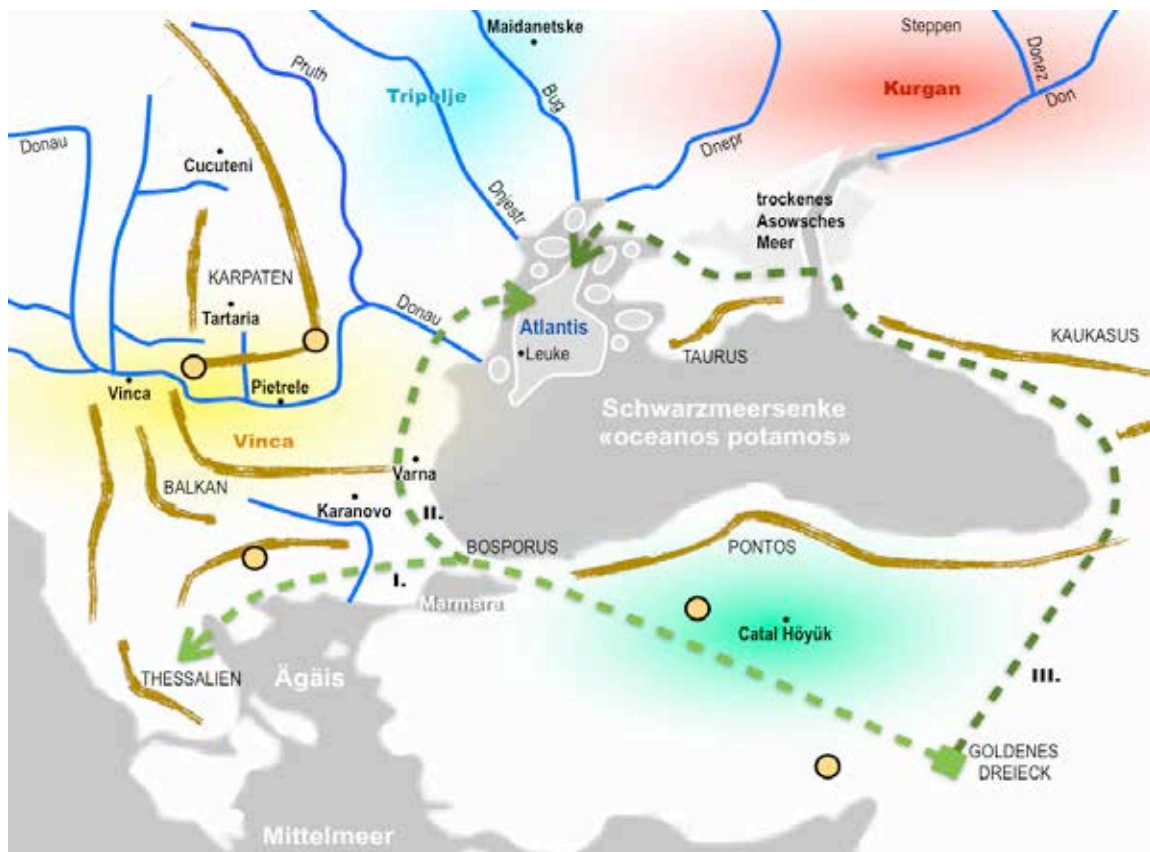 Maidanetske
Steppen
Donez
Don
Pruth
Tripolje
Bug
Kurgan
Dnepr
Donau
Cucuteni
Dnjestr
trockenes
Asowsches
Meer
KARPATEN
Tartaria
Donau
Atlantis
Leuke
TAURUS
KAUKASUS
Vinca
Pietrele
Schwarzmeersenke
«oceanos potamos»
Vinca
Varna
BALKAN
Karanovo
II.
BOSPORUS
PONTOS
I.
Marmara
Catal Höyük
THESSALIEN
Ägäis
III.
GOLDENES
DREIECK
Mittelmeer